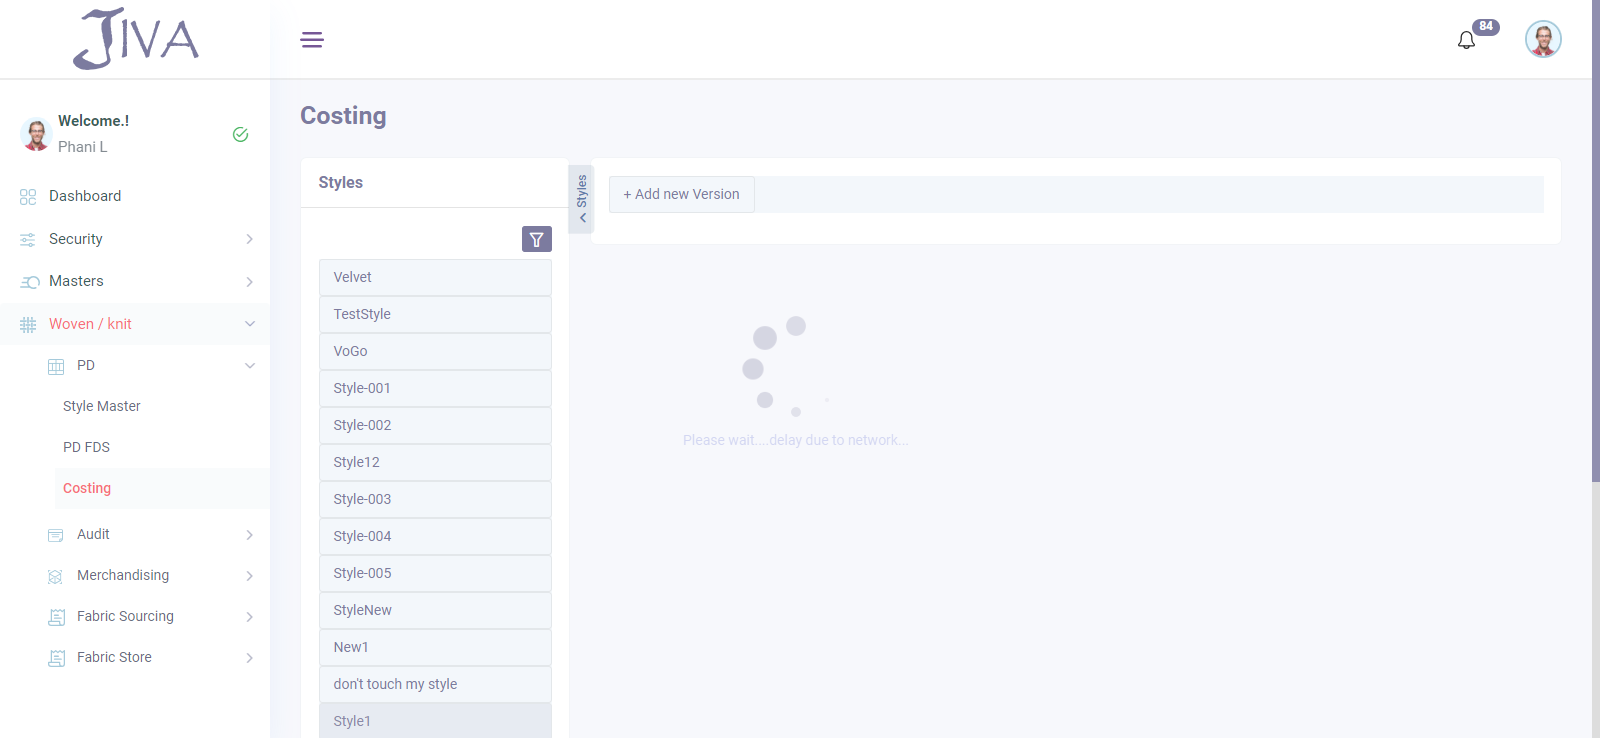 JIVA
84
Welcome.!
Phani L
Dashboard
Security
Masters
Woven / knit
PD
Style Master
PD FDS
Costing
Audit
Merchandising
Fabric Sourcing
Fabric Store
Costing
Styles
Velvet
TestStyle
VoGo
Style-001
Style-002
Style12
Style-003
Style-004
Style-005
StyleNew
New1
don't touch my style
Style1
Styles
+ Add new Version
Please wait....delay due to network...